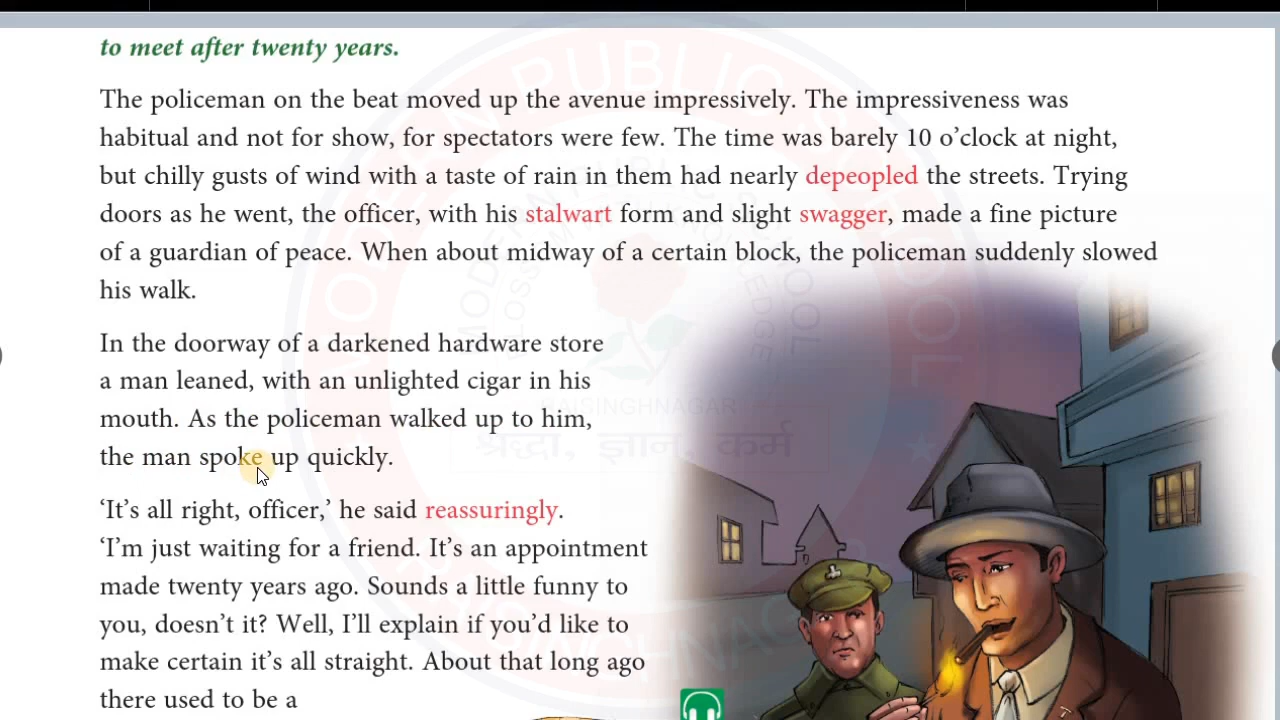 to meet after twenty years.
The policeman on the beat moved up the avenue impressively. The impressiveness was
habitual and not for show, for spectators were few. The time was barely 10 o’clock at night,
but chilly gusts of wind with a taste of rain in them had nearly depeopled the streets. Trying
doors as he went, the officer, with his stalwart form and slight swagger, made a fine picture
of a guardian of peace. When about midway of a certain block, the policeman suddenly slowed
his walk.
In the doorway of a darkened hardware store
a man leaned, with an unlighted cigar in his
mouth. As the policeman walked up to him,
the man spoke up quickly.
‘It’s all right, officer,’ he said reassuringly.
‘I’m just waiting for a friend. It’s an appointment
made twenty years ago. Sounds a little funny to
you, doesn’t it? Well, I’ll explain if you’d like to
make certain it’s all straight. About that long ago
there used to be a
MODERN PUBLIC SCHOOL
RAISINGHNAGAR
श्रद्धा, ज्ञान, कर्म